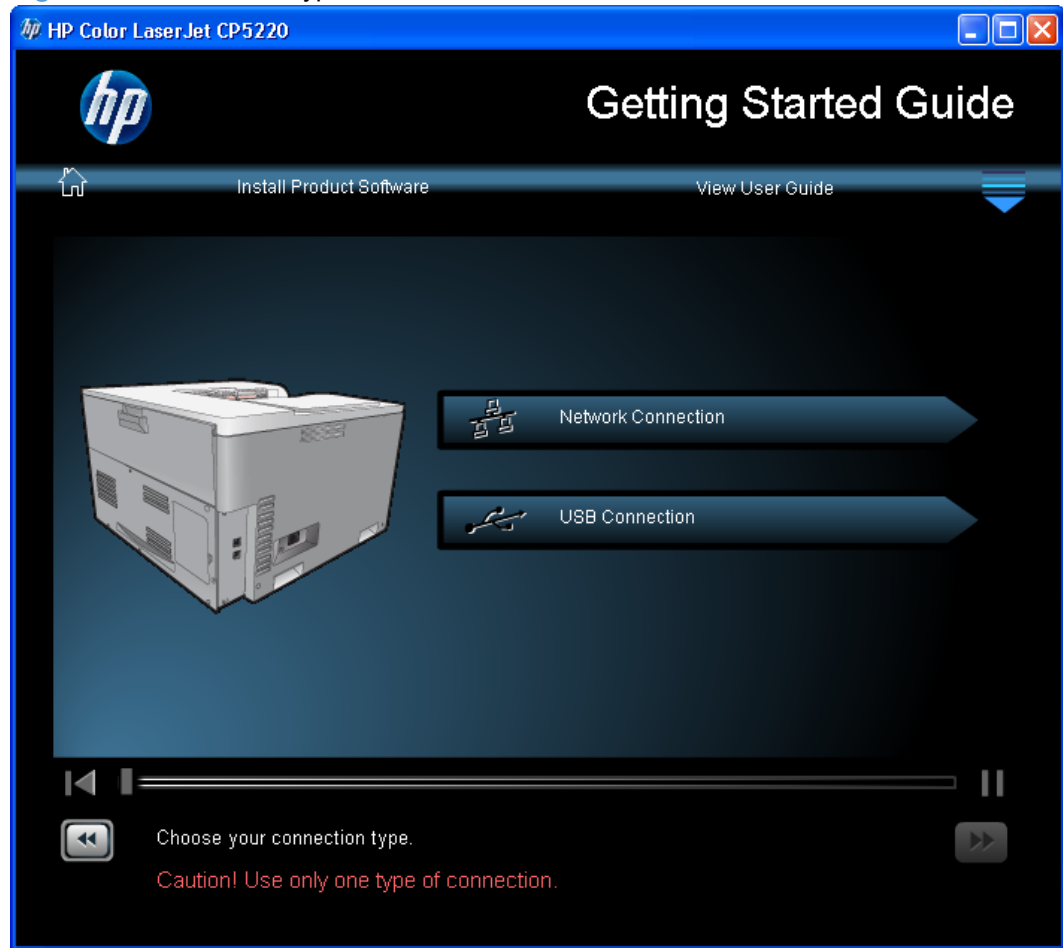 HP Color LaserJet CP5220
hp
Getting Started Guide
Install Product Software
View User Guide
Network Connection
USB Connection
Choose your connection type.
Caution! Use only one type of connection.